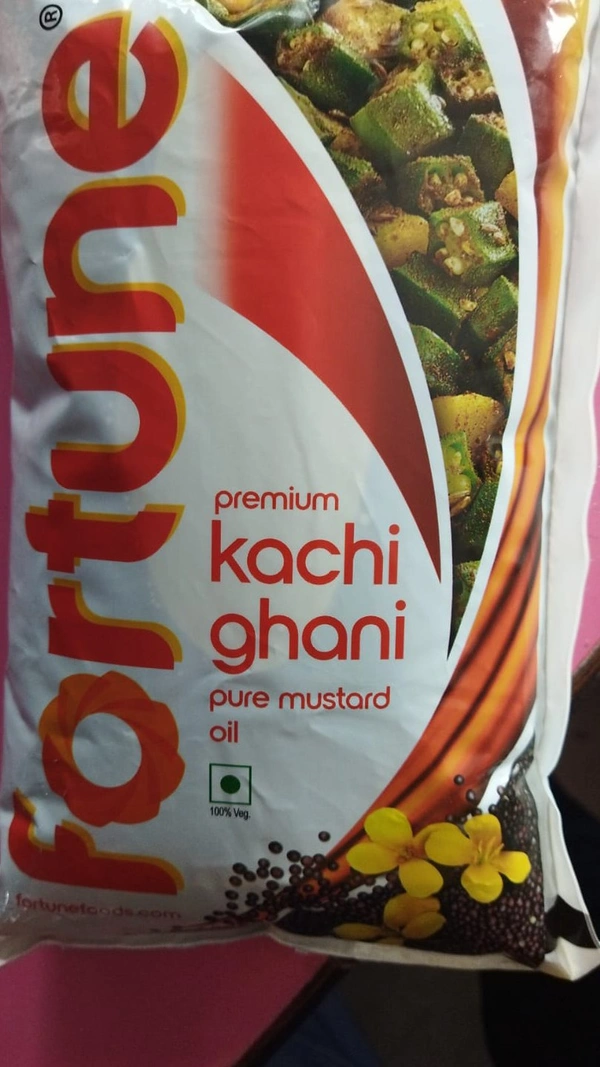 fortune®
premium
kachi
ghani
pure mustard
oil
100% Veg.
fortunefoods.com